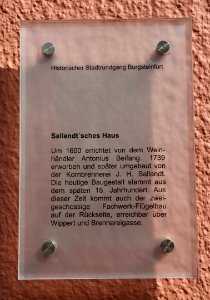 Historischer Stadtrundgang Burgsteinfurt
Sallandt´sches Haus
Um 1600 errichtet von dem Wein-
händler Antonius Beifang. 1739
erworben und später umgebaut von
der Kornbrennerei J. H. Sallandt.
Die heutige Baugestalt stammt aus
dem späten 18. Jahrhundert. Aus
dieser Zeit kommt auch der zwei-
geschossige Fachwerk-Flügelbau
auf der Rückseite, erreichbar über
Wippert und Brennereigasse.